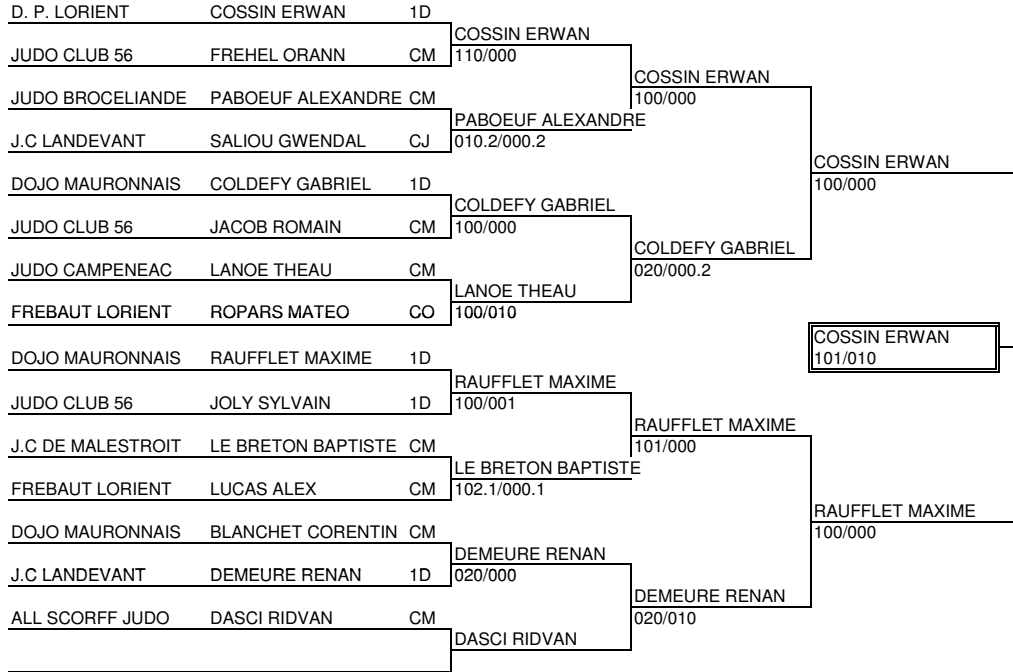 D. P. LORIENT COSSIN ERWAN 1D
COSSIN ERWAN
JUDO CLUB 56 FREHEL ORANN CM 110/000
COSSIN ERWAN
JUDO BROCELIANDE PABOEUF ALEXANDRE CM 100/000
PABOEUF ALEXANDRE
J.C LANDEVANT SALIOU GWENDAL CJ 010.2/000.2
COSSIN ERWAN
DOJO MAURONNAIS COLDEFY GABRIEL 1D 100/000
COLDEFY GABRIEL
JUDO CLUB 56 JACOB ROMAIN CM 100/000
COLDEFY GABRIEL
JUDO CAMPENEAC LANOE THEAU CM 020/000.2
LANOE THEAU
FREBAUT LORIENT ROPARS MATEO CO 100/010
COSSIN ERWAN
DOJO MAURONNAIS RAUFFLET MAXIME 1D 101/010
RAUFFLET MAXIME
JUDO CLUB 56 JOLY SYLVAIN 1D 100/001
RAUFFLET MAXIME
J.C DE MALESTROIT LE BRETON BAPTISTE CM 101/000
LE BRETON BAPTISTE
FREBAUT LORIENT LUCAS ALEX CM 102.1/000.1
RAUFFLET MAXIME
DOJO MAURONNAIS BLANCHET CORENTIN CM 100/000
DEMEURE RENAN
J.C LANDEVANT DEMEURE RENAN 1D 020/000
DEMEURE RENAN
ALL SCORFF JUDO DASCI RIDVAN CM 020/010
DASCI RIDVAN